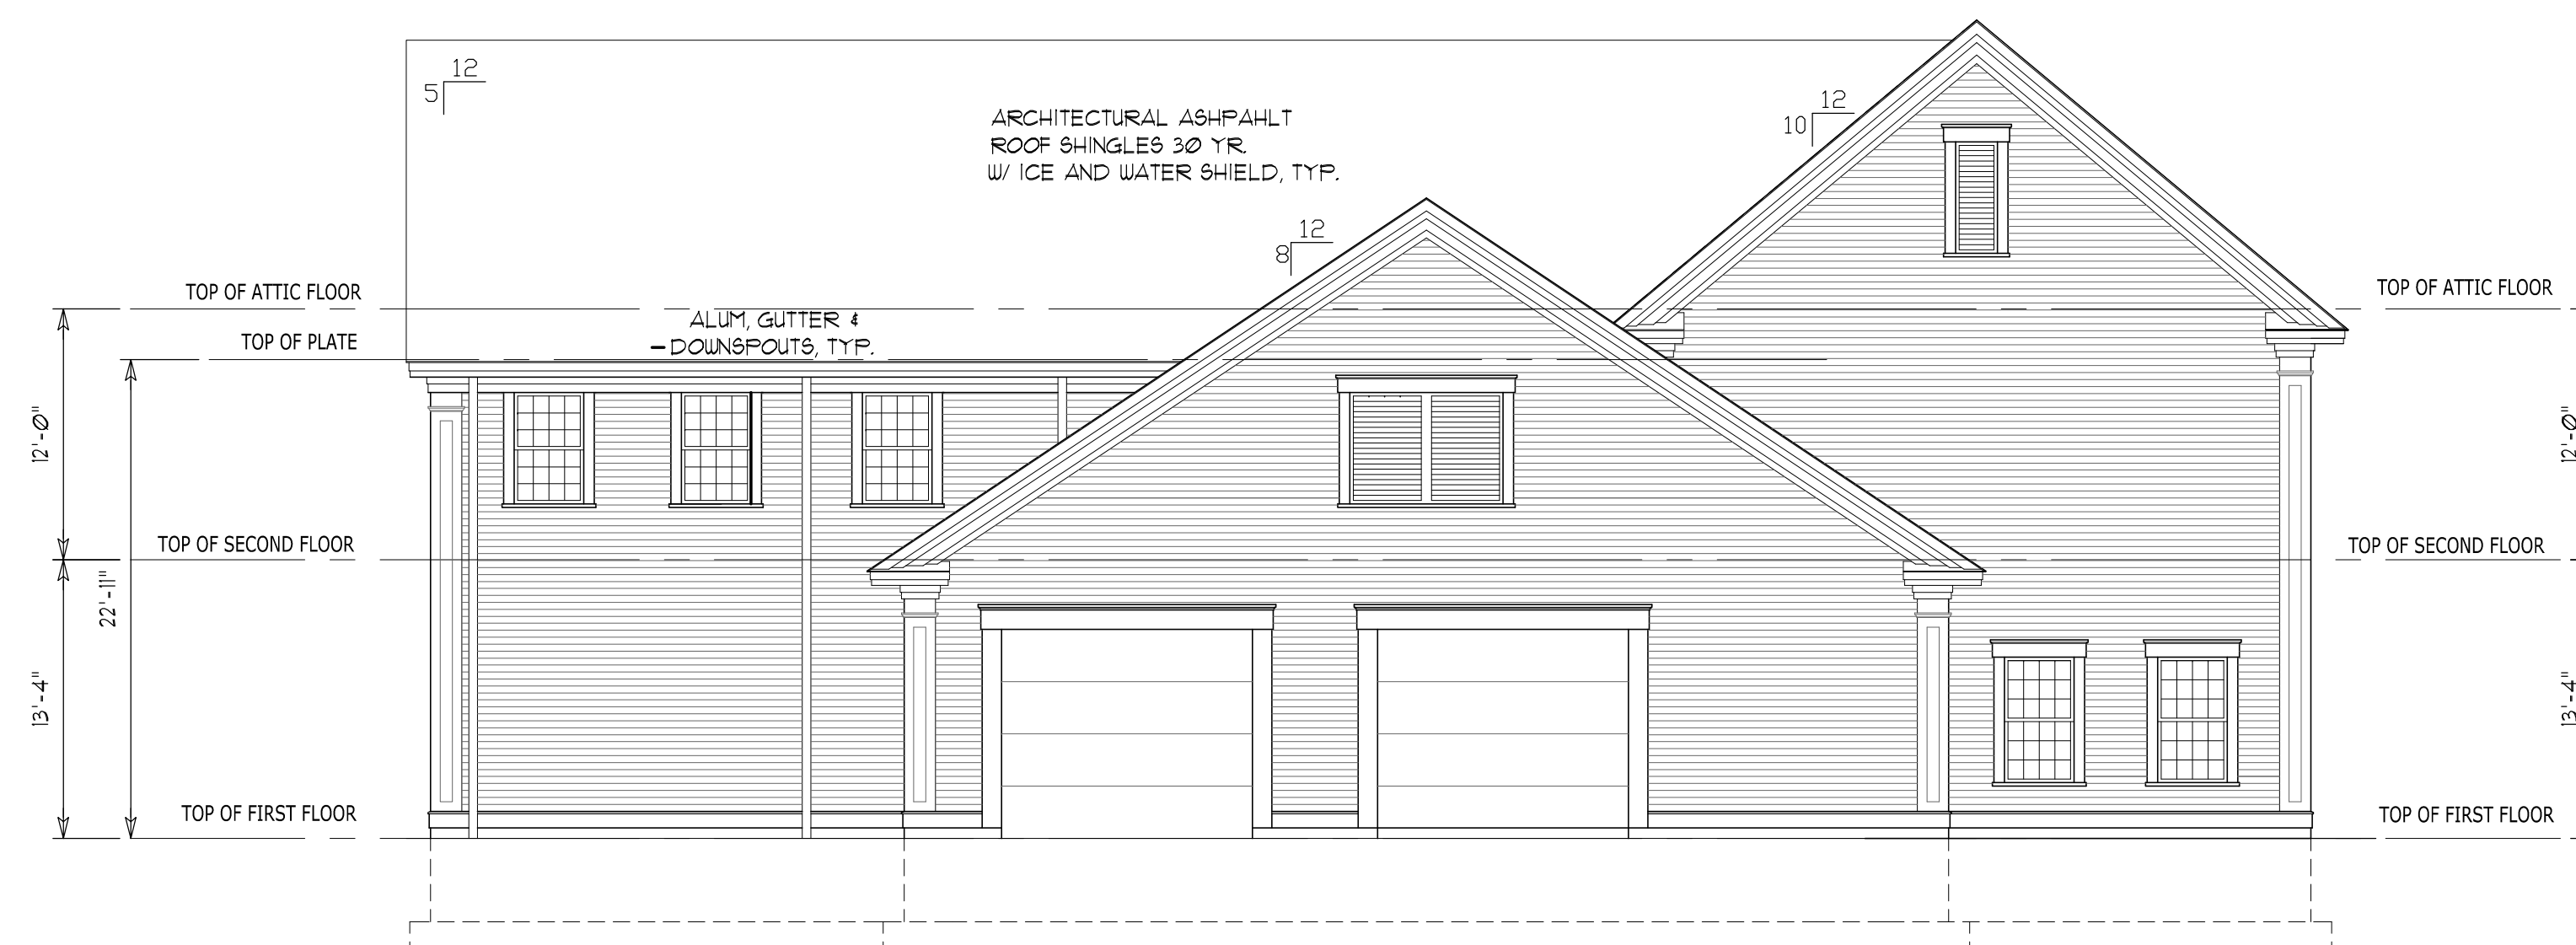 12
5
12
10
ARCHITECTURAL ASHPAHLT
ROOF SHINGLES 30 YR.
W/ ICE AND WATER SHIELD, TYP.
12
8
TOP OF ATTIC FLOOR
TOP OF ATTIC FLOOR
ALUM, GUTTER &
DOWNSPOUTS, TYP.
TOP OF PLATE
12'-0"
12'-0"
TOP OF SECOND FLOOR
TOP OF SECOND FLOOR
22'-11"
13'-4"
13'-4"
TOP OF FIRST FLOOR
TOP OF FIRST FLOOR